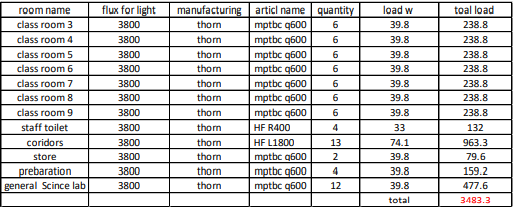 room name flux for light manufacturing articl name quantity load w toal load
class room 3 3800 thorn mptbc q600 6 39.8 238.8
class room 4 3800 thorn mptbc q600 6 39.8 238.8
class room 5 3800 thorn mptbc q600 6 39.8 238.8
class room 6 3800 thorn mptbc q600 6 39.8 238.8
class room 7 3800 thorn mptbc q600 6 39.8 238.8
class room 8 3800 thorn mptbc q600 6 39.8 238.8
class room 9 3800 thorn mptbc q600 6 39.8 238.8
staff toilet 3800 thorn HF R400 4 33 132
coridors 3800 thorn HF L1800 13 74.1 963.3
store 3800 thorn mptbc q600 2 39.8 79.6
prebaration 3800 thorn mptbc q600 4 39.8 159.2
general Scince lab 3800 thorn mptbc q600 12 39.8 477.6
total 3483.3